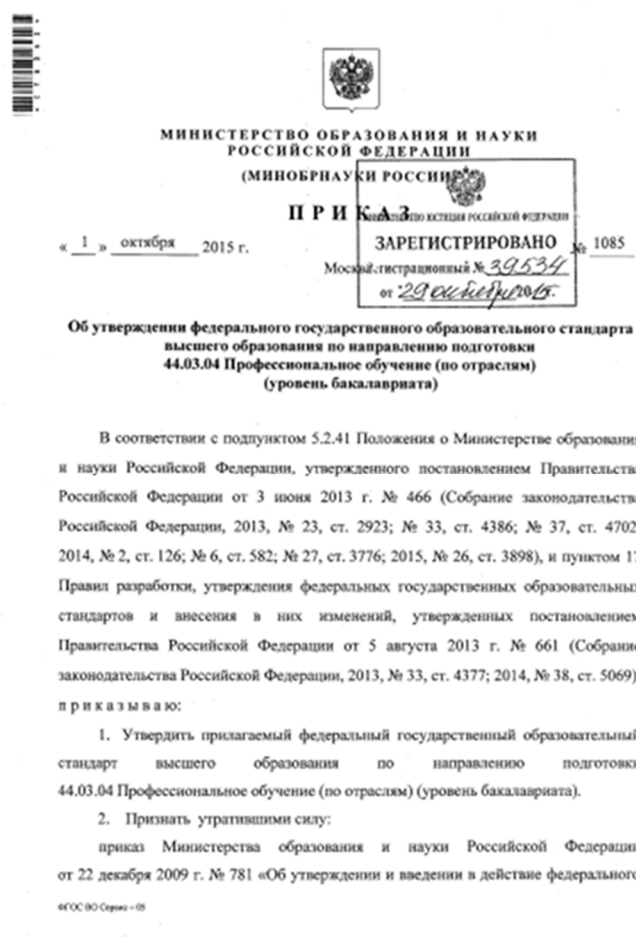 МИНИСТЕРСТВО ОБРАЗОВАНИЯ И НАУКИ
РОССИЙСКОЙ ФЕДЕРАЦИИ
(МИНОБРНАУКИ РОССИИ
П Р И К А З
ЮСТИЦИИ РОССИЙСКОЙ ФЕДЕРАЦИИ
ЗАРЕГИСТРИРОВАНО
« 1 » октября 2015 г. № 1085
Москва
Регистрационный № 39534
от "29 октября 2015.
Об утверждении федерального государственного образовательного стандарта
высшего образования по направлению подготовки
44.03.04 Профессиональное обучение (по отраслям)
(уровень бакалавриата)
В соответствии с подпунктом 5.2.41 Положения о Министерстве образовани
и науки Российской Федерации, утвержденного постановлением Правительств
Российской Федерации от 3 июня 2013 г. № 466 (Собрание законодательств
Российской Федерации, 2013, № 23, ст. 2923; № 33, ст. 4386; № 37, ст. 4702
2014, № 2, ст. 126; № 6, ст. 582; № 27, ст. 3776; 2015, № 26, ст. 3898), и пунктом 17
Правил разработки, утверждения федеральных государственных образовательны
стандартов и внесения в них изменений, утвержденных постановлением
Правительства Российской Федерации от 5 августа 2013 г. № 661 (Собрание
законодательства Российской Федерации, 2013, № 33, ст. 4377; 2014, № 38, ст. 5069)
п р и к а з ы в а ю:
1. Утвердить прилагаемый федеральный государственный образовательный
стандарт высшего образования по направлению подготовки
44.03.04 Профессиональное обучение (по отраслям) (уровень бакалавриата).
2. Признать утратившими силу:
приказ Министерства образования и науки Российской Федерации
от 22 декабря 2009 г. № 781 «Об утверждении и введении в действие федерального
ФГОС ВО Сервис – 05